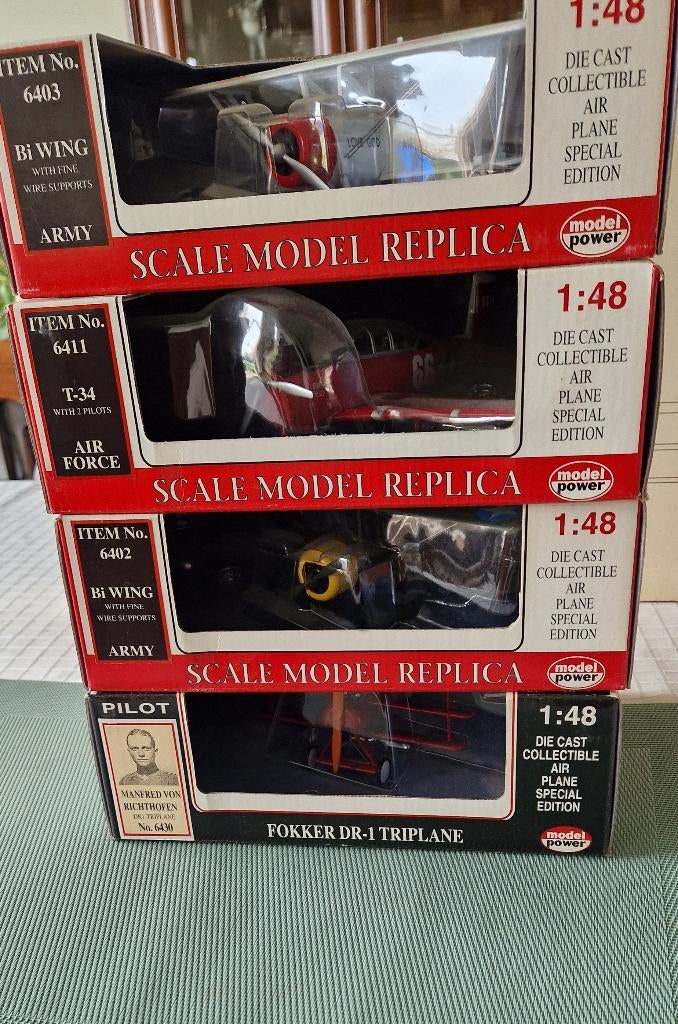 ITEM No.
6403
Bi WING
WITH FINE
WIRE SUPPORTS
ARMY
1:48
DIE CAST
COLLECTIBLE
AIR
PLANE
SPECIAL
EDITION
SCALE MODEL REPLICA
model
power
ITEM No.
6411
T-34
WITH 2 PILOTS
AIR
FORCE
66
1:48
DIE CAST
COLLECTIBLE
AIR
PLANE
SPECIAL
EDITION
SCALE MODEL REPLICA
model
power
ITEM No.
6402
Bi WING
WITH FINE
WIRE SUPPORTS
ARMY
1:48
DIE CAST
COLLECTIBLE
AIR
PLANE
SPECIAL
EDITION
SCALE MODEL REPLICA
model
power
PILOT
MANFRED VON
RICHTHOFEN
DR1-TRIPLANE
No. 6430
1:48
DIE CAST
COLLECTIBLE
AIR
PLANE
SPECIAL
EDITION
FOKKER DR-1 TRIPLANE
model
power